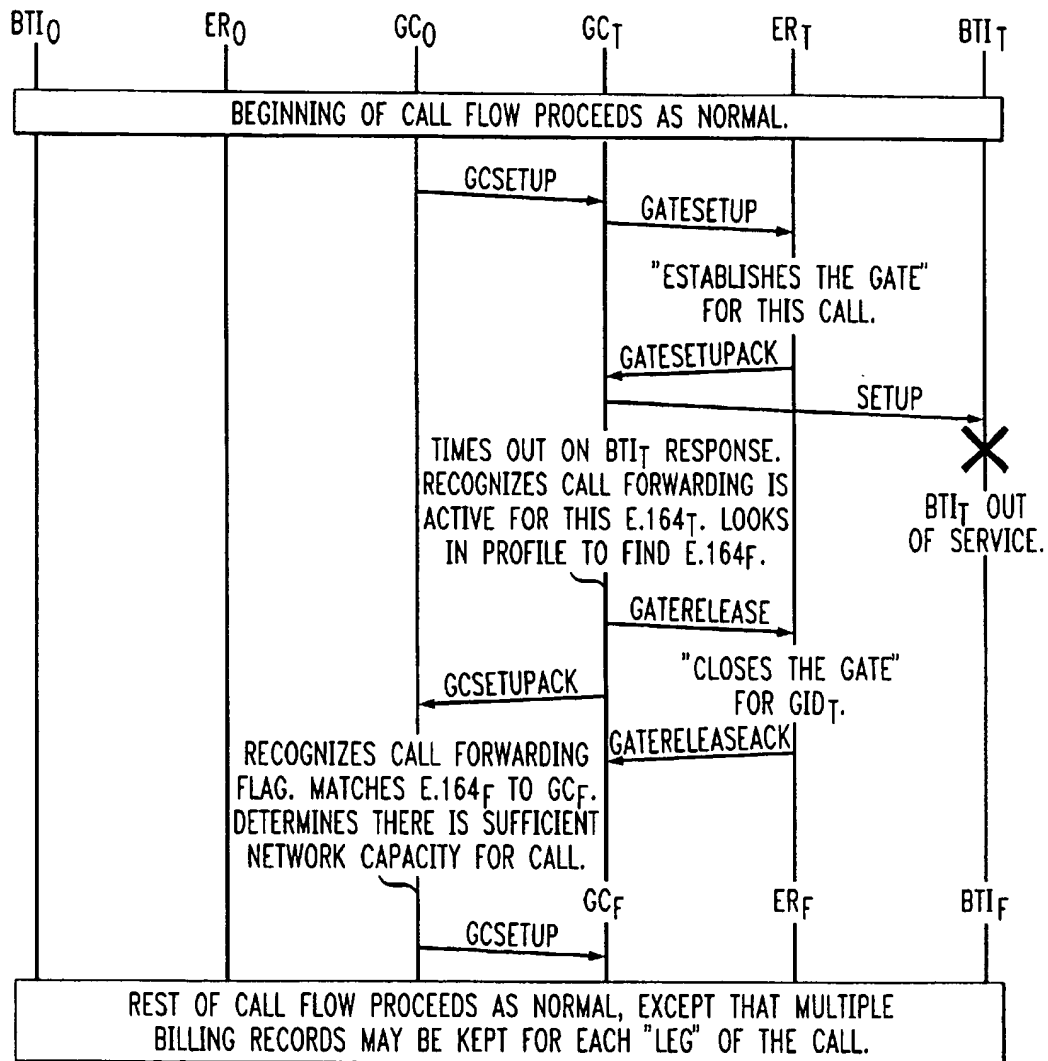 BTIO ERO GCO GCT ERT BTIT
BEGINNING OF CALL FLOW PROCEEDS AS NORMAL.
GCSETUP
GATESETUP
"ESTABLISHES THE GATE"
FOR THIS CALL.
GATESETUPACK
SETUP
TIMES OUT ON BTIT RESPONSE.
RECOGNIZES CALL FORWARDING IS
ACTIVE FOR THIS E.164T. LOOKS
IN PROFILE TO FIND E.164F.
BTIT OUT
OF SERVICE.
GATERELEASE
"CLOSES THE GATE"
FOR GIDT.
GCSETUPACK
GATERELEASEACK
RECOGNIZES CALL FORWARDING
FLAG. MATCHES E.164F TO GCF.
DETERMINES THERE IS SUFFICIENT
NETWORK CAPACITY FOR CALL.
GCF ERF BTIF
GCSETUP
REST OF CALL FLOW PROCEEDS AS NORMAL, EXCEPT THAT MULTIPLE
BILLING RECORDS MAY BE KEPT FOR EACH "LEG" OF THE CALL.